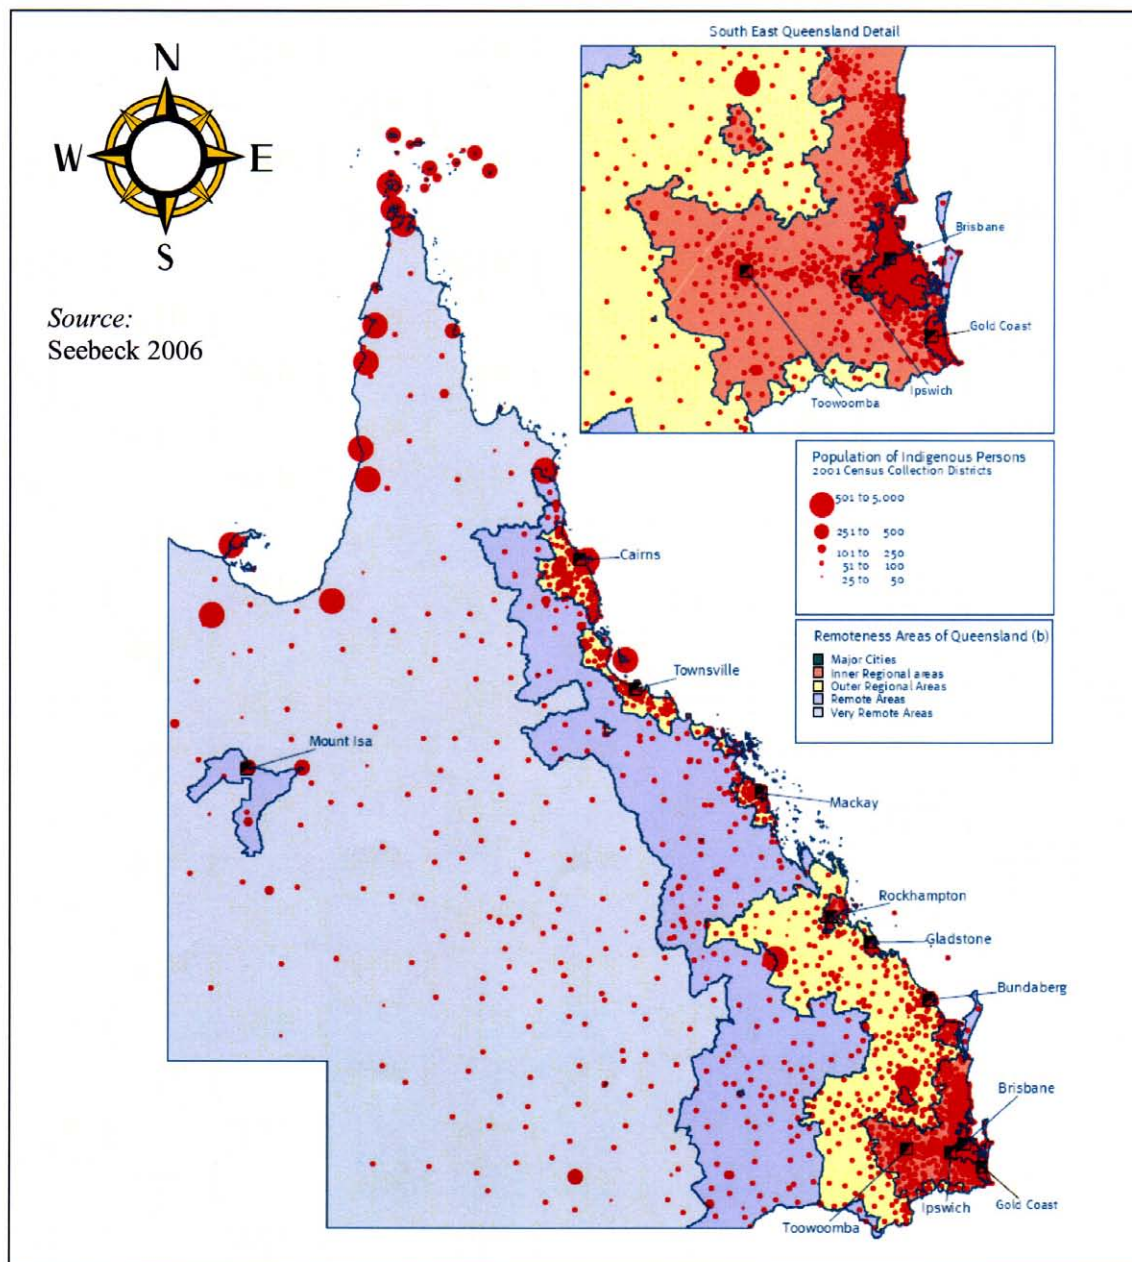 South East Queensland Detail
N
W
E
S
Source:
Seebeck 2006
Brisbane
Gold Coast
Ipswich
Toowoomba
Population of Indigenous Persons
2001 Census Collection Districts
501 to 5,000
251 to 500
101 to 250
51 to 100
25 to 50
Remoteness Areas of Queensland (b)
Major Cities
Inner Regional areas
Outer Regional Areas
Remote Areas
Very Remote Areas
Cairns
Townsville
Mount Isa
Mackay
Rockhampton
Gladstone
Bundaberg
Brisbane
Gold Coast
Ipswich
Toowoomba